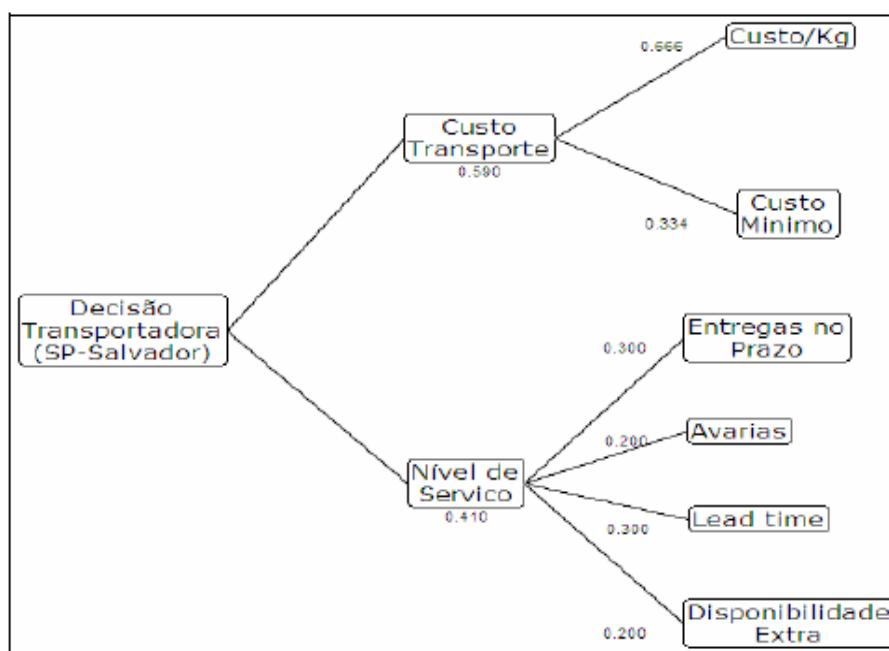 0.666
Custo/Kg
Custo
Transporte
0.590
0.334
Custo
Minimo
Decisão
Transportadora
(SP-Salvador)
0.300
Entregas no
Prazo
0.200
Avarias
Nível de
Servico
0.410
0.300
Lead time
0.200
Disponibilidade
Extra